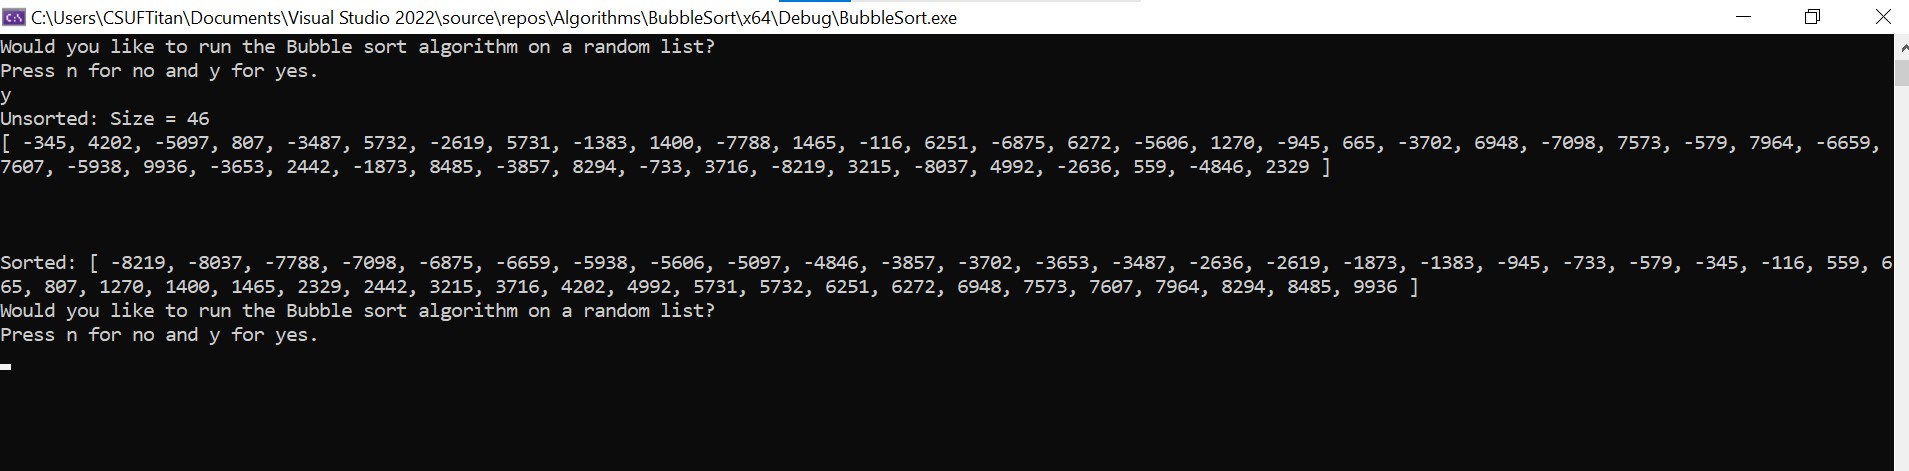 C:\Users\CSUFTitan\Documents\Visual Studio 2022\source\repos\Algorithms\BubbleSort\x64\Debug\BubbleSort.exe
Would you like to run the Bubble sort algorithm on a random list?
Press n for no and y for yes.
y
Unsorted: Size = 46
[ -345, 4202, -5097, 807, -3487, 5732, -2619, 5731, -1383, 1400, -7788, 1465, -116, 6251, -6875, 6272, -5606, 1270, -945, 665, -3702, 6948, -7098, 7573, -579, 7964, -6659,
7607, -5938, 9936, -3653, 2442, -1873, 8485, -3857, 8294, -733, 3716, -8219, 3215, -8037, 4992, -2636, 559, -4846, 2329 ]
Sorted: [ -8219, -8037, -7788, -7098, -6875, -6659, -5938, -5606, -5097, -4846, -3857, -3702, -3653, -3487, -2636, -2619, -1873, -1383, -945, -733, -579, -345, -116, 559, 6
65, 807, 1270, 1400, 1465, 2329, 2442, 3215, 3716, 4202, 4992, 5731, 5732, 6251, 6272, 6948, 7573, 7607, 7964, 8294, 8485, 9936 ]
Would you like to run the Bubble sort algorithm on a random list?
Press n for no and y for yes.